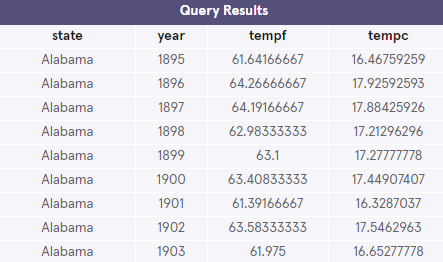 Query Results
state year tempf tempc
Alabama 1895 61.64166667 16.46759259
Alabama 1896 64.26666667 17.92592593
Alabama 1897 64.19166667 17.88425926
Alabama 1898 62.98333333 17.21296296
Alabama 1899 63.1 17.27777778
Alabama 1900 63.40833333 17.44907407
Alabama 1901 61.39166667 16.3287037
Alabama 1902 63.58333333 17.5462963
Alabama 1903 61.975 16.65277778